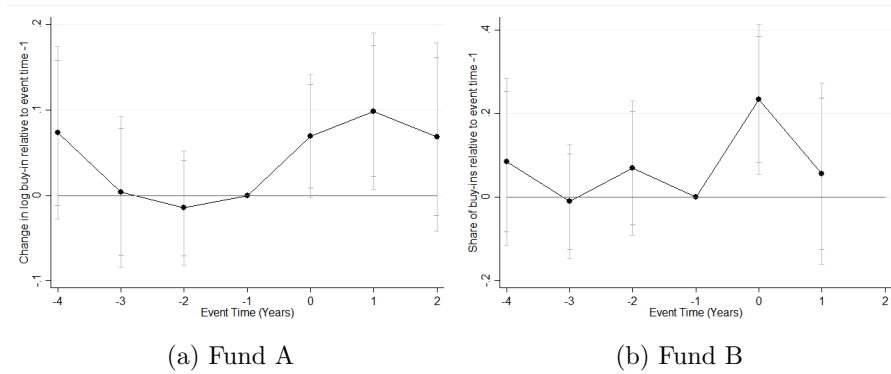 Change in log buy-in relative to event time -1
.2
.1
0
-.1
-4 -3 -2 -1 0 1 2
Event Time (Years)
(a) Fund A
Share of buy-ins relative to event time -1
.4
.2
0
-.2
-4 -3 -2 -1 0 1 2
Event Time (Years)
(b) Fund B